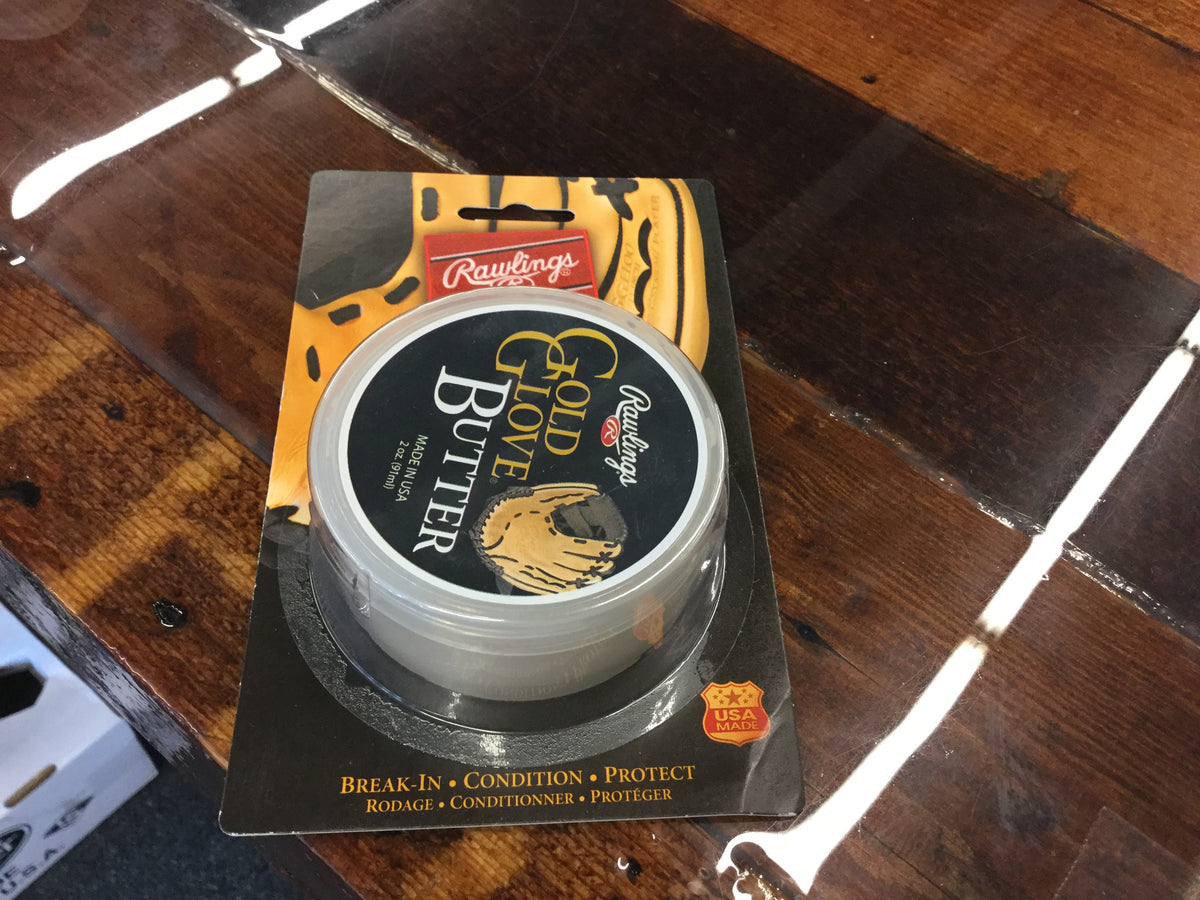 Rawlings®
R
Rawlings
R
GOLD
GLOVE®
BUTTER
MADE IN USA
2 oz. (91ml)
USA
MADE
BREAK-IN • CONDITION • PROTECT
RODAGE • CONDITIONNER • PROTÉGER
U.S.A.